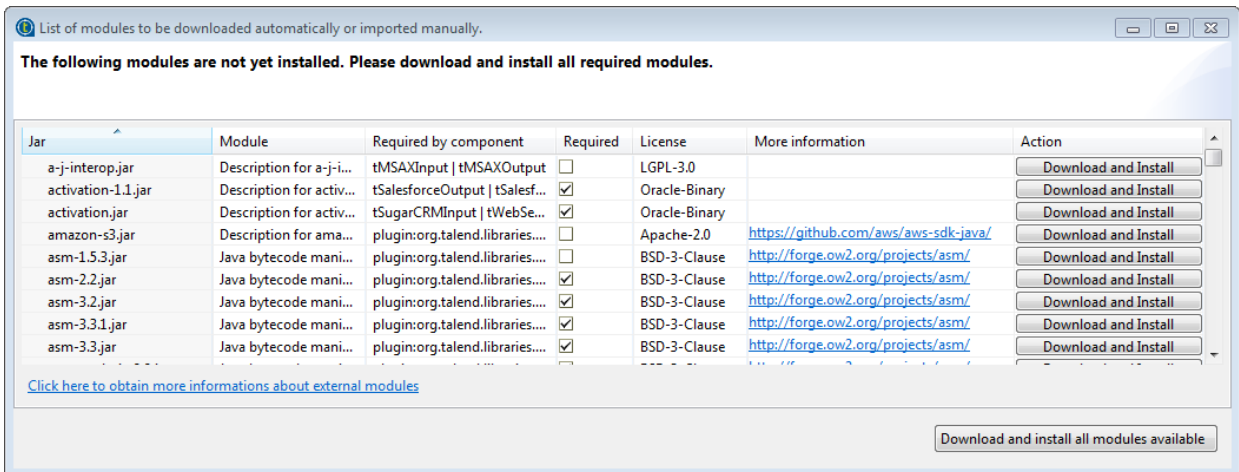 List of modules to be downloaded automatically or imported manually.
The following modules are not yet installed. Please download and install all required modules.
Jar Module Required by component Required License More information Action
a-j-interop.jar Description for a-j-i... tMSAXInput | tMSAXOutput LGPL-3.0 Download and Install
activation-1.1.jar Description for activ... tSalesforceOutput | tSalesf... Oracle-Binary Download and Install
activation.jar Description for activ... tSugarCRMInput | tWebSe... Oracle-Binary Download and Install
amazon-s3.jar Description for ama... plugin:org.talend.libraries.... Apache-2.0 https://github.com/aws/aws-sdk-java/ Download and Install
asm-1.5.3.jar Java bytecode mani... plugin:org.talend.libraries.... BSD-3-Clause http://forge.ow2.org/projects/asm/ Download and Install
asm-2.2.jar Java bytecode mani... plugin:org.talend.libraries.... BSD-3-Clause http://forge.ow2.org/projects/asm/ Download and Install
asm-3.2.jar Java bytecode mani... plugin:org.talend.libraries.... BSD-3-Clause http://forge.ow2.org/projects/asm/ Download and Install
asm-3.3.1.jar Java bytecode mani... plugin:org.talend.libraries.... BSD-3-Clause http://forge.ow2.org/projects/asm/ Download and Install
asm-3.3.jar Java bytecode mani... plugin:org.talend.libraries.... BSD-3-Clause http://forge.ow2.org/projects/asm/ Download and Install
Click here to obtain more informations about external modules
Download and install all modules available